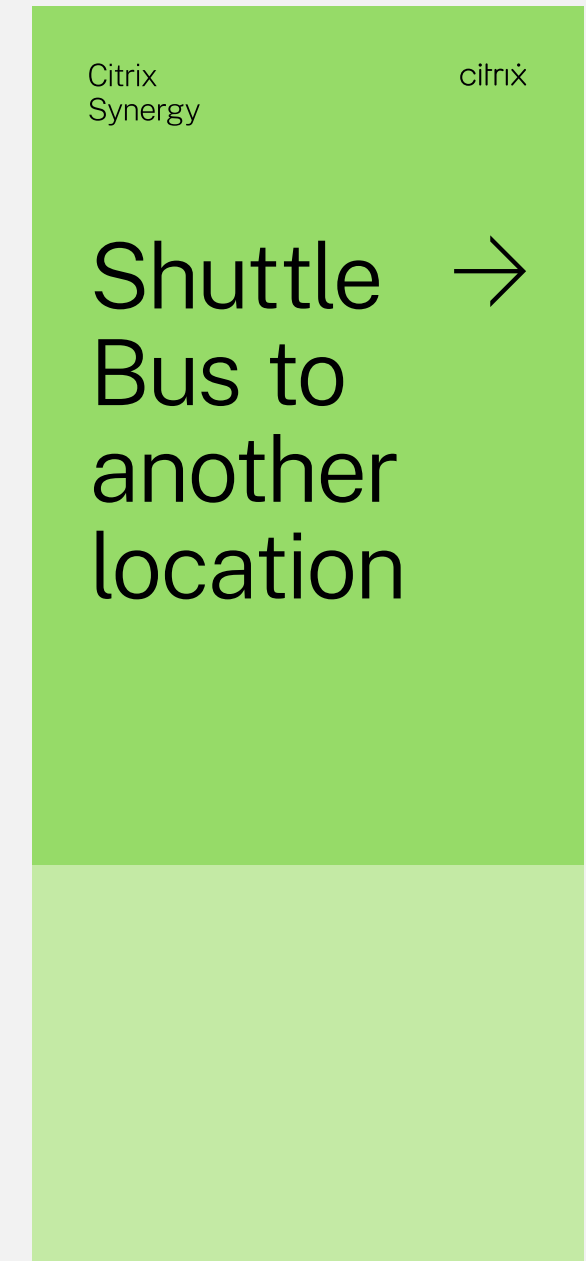 Citrix
Synergy
citrix
Shuttle
Bus to
another
location